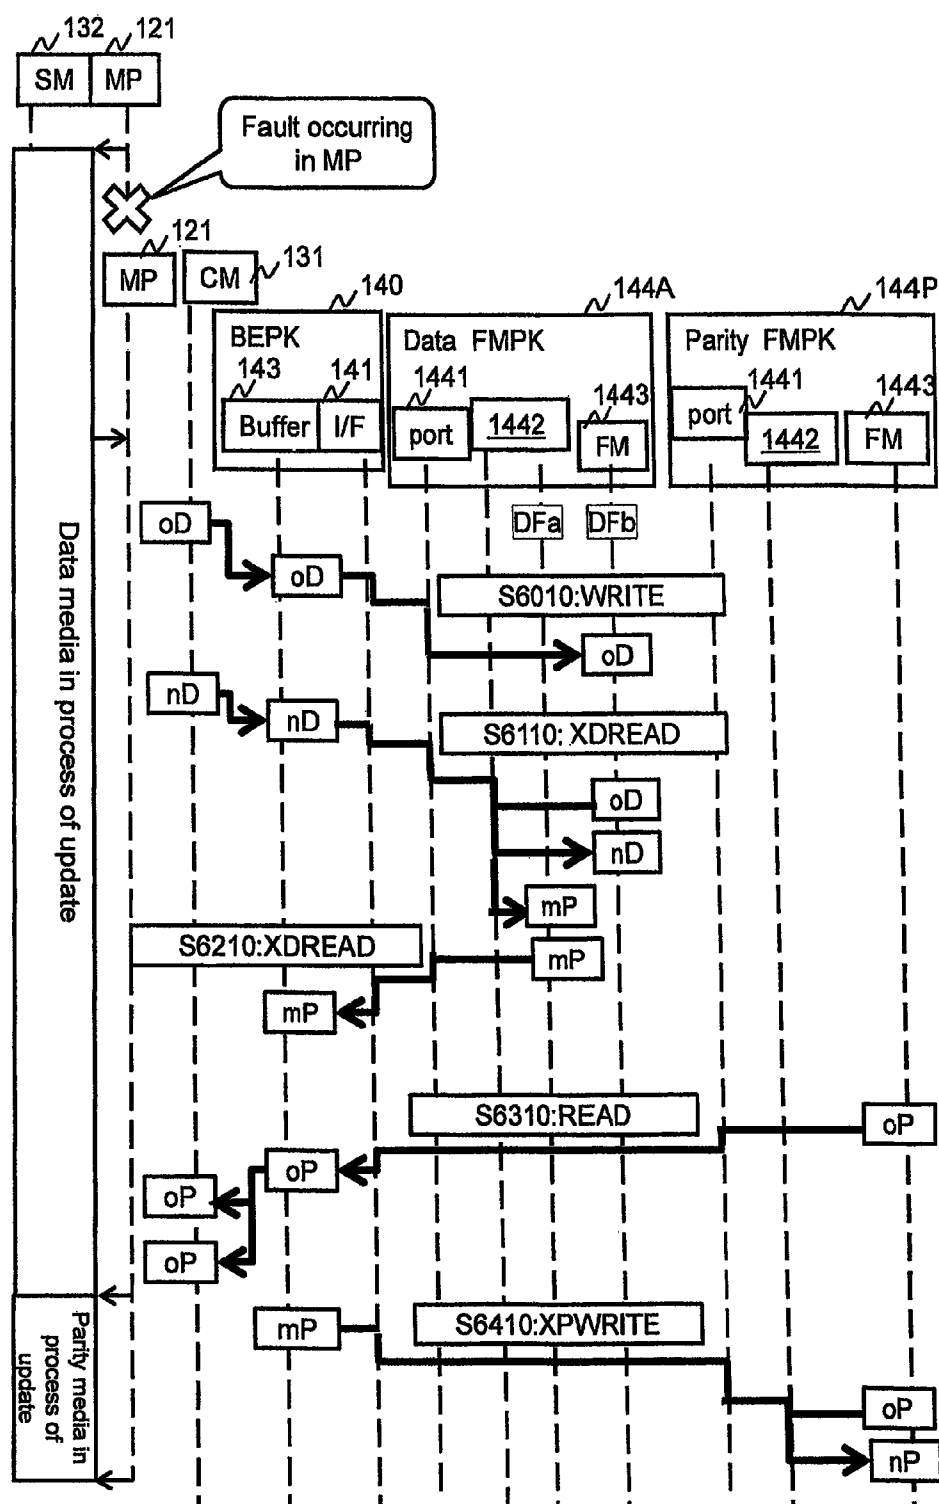 132
121
SM
MP
Fault occurring
in MP
121
131
MP
CM
140
144A
144P
BEPK
Data FMPK
Parity FMPK
143
141
1441
1443
1441
1443
Buffer
I/F
port
1442
FM
port
1442
FM
DFa
DFb
oD
oD
S6010:WRITE
oD
nD
nD
S6110: XDREAD
oD
nD
mP
S6210:XDREAD
mP
mP
S6310:READ
oP
oP
oP
oP
mP
S6410:XPWRITE
oP
nP
Data media in process of update
Parity media in
process of
update